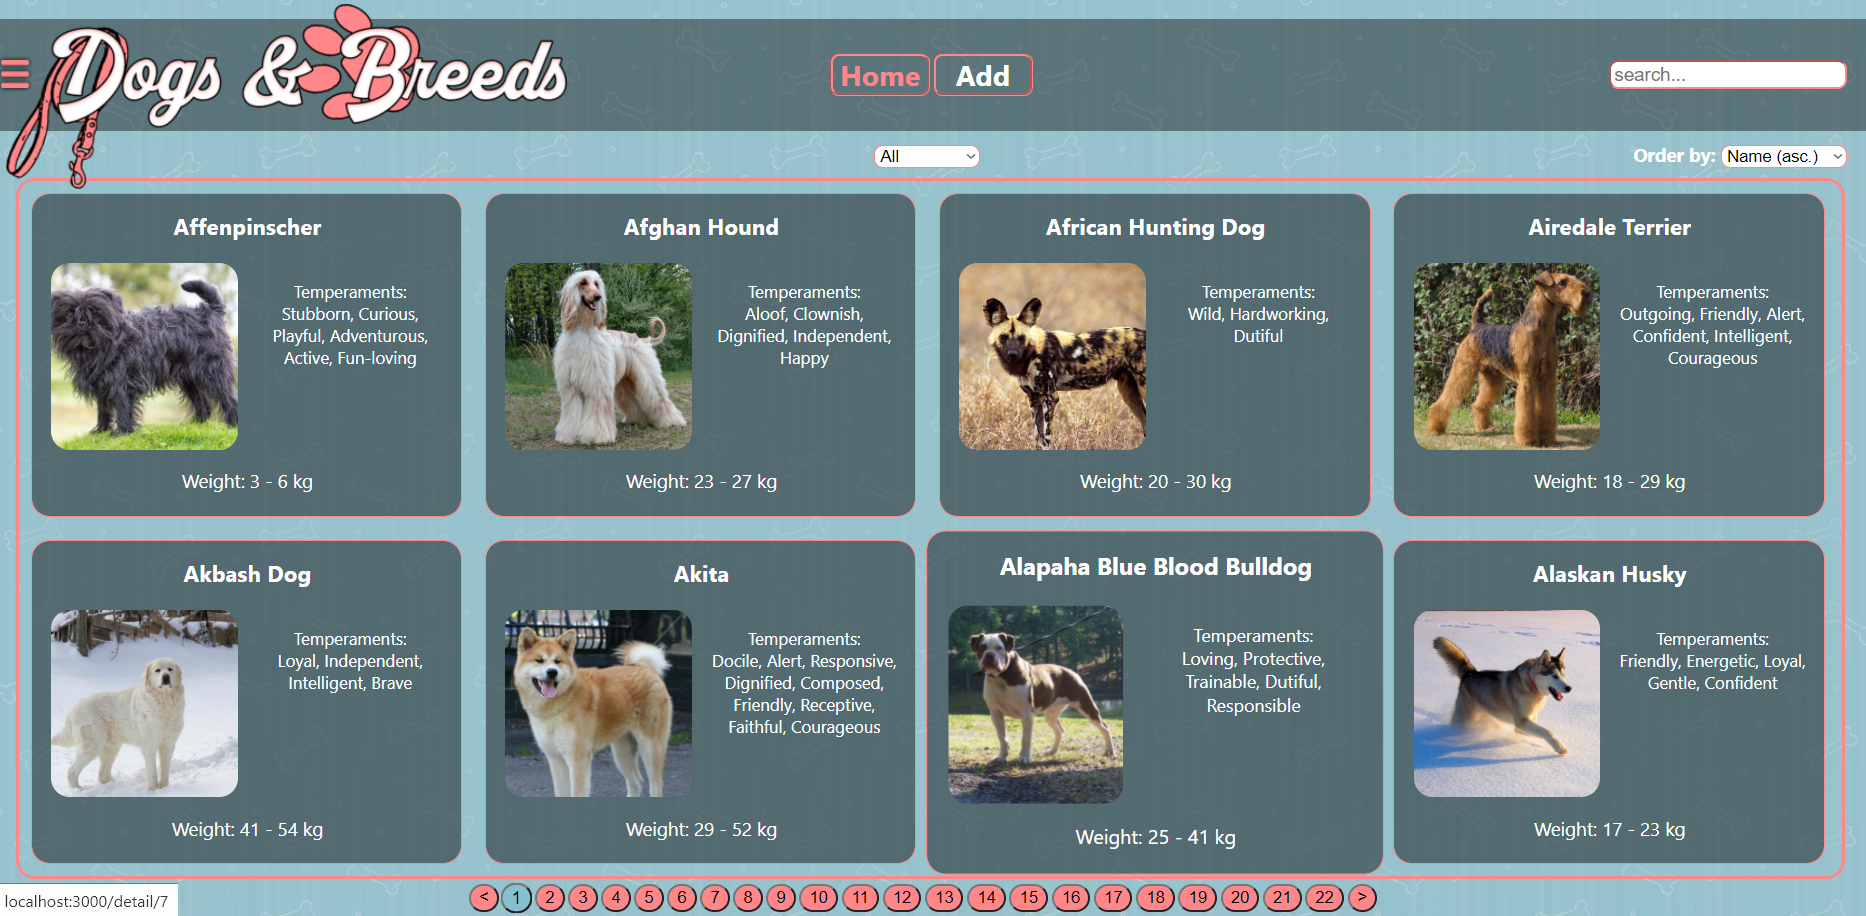 Dogs & Breeds
Home
Add
search...
All
Order by: Name (asc.)
Affenpinscher
Temperaments:
Stubborn, Curious,
Playful, Adventurous,
Active, Fun-loving
Weight: 3 - 6 kg
Afghan Hound
Temperaments:
Aloof, Clownish,
Dignified, Independent,
Happy
Weight: 23 - 27 kg
African Hunting Dog
Temperaments:
Wild, Hardworking,
Dutiful
Weight: 20 - 30 kg
Airedale Terrier
Temperaments:
Outgoing, Friendly, Alert,
Confident, Intelligent,
Courageous
Weight: 18 - 29 kg
Akbash Dog
Temperaments:
Loyal, Independent,
Intelligent, Brave
Weight: 41 - 54 kg
Akita
Temperaments:
Docile, Alert, Responsive,
Dignified, Composed,
Friendly, Receptive,
Faithful, Courageous
Weight: 29 - 52 kg
Alapaha Blue Blood Bulldog
Temperaments:
Loving, Protective,
Trainable, Dutiful,
Responsible
Weight: 25 - 41 kg
Alaskan Husky
Temperaments:
Friendly, Energetic, Loyal,
Gentle, Confident
Weight: 17 - 23 kg
< 1 2 3 4 5 6 7 8 9 10 11 12 13 14 15 16 17 18 19 20 21 22 >
localhost:3000/detail/7